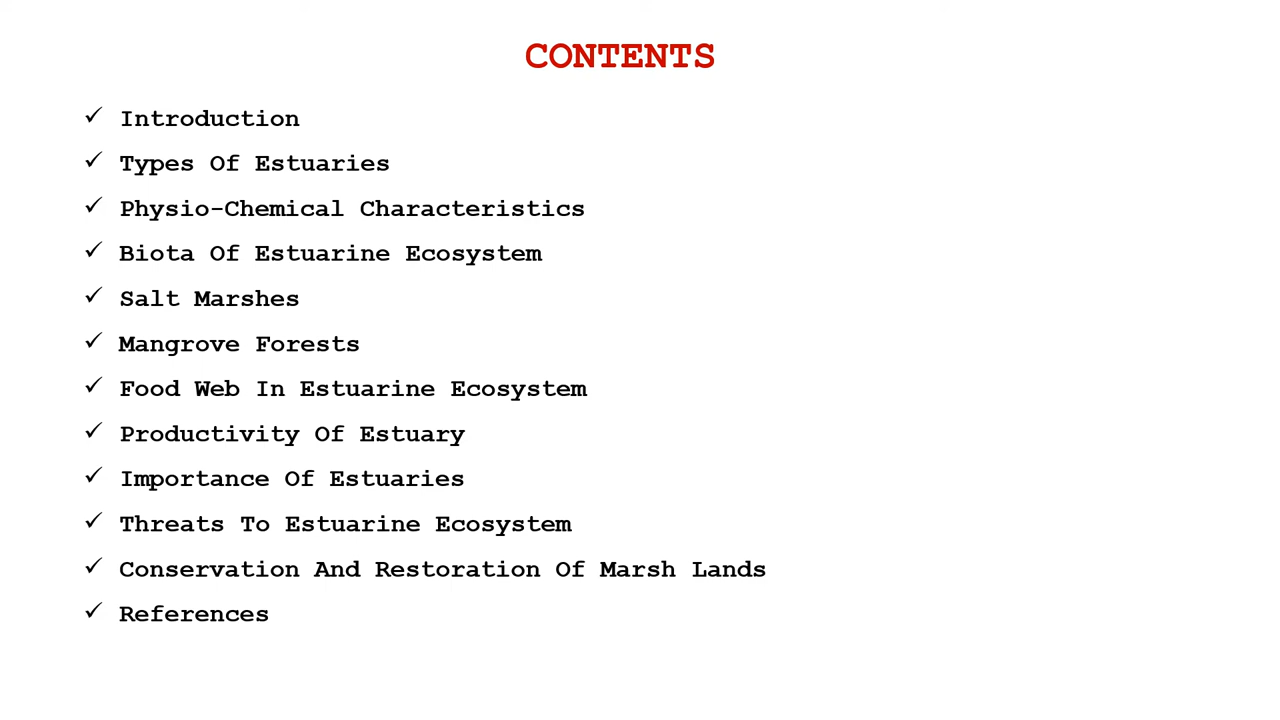 CONTENTS
✓ Introduction
✓ Types Of Estuaries
✓ Physio-Chemical Characteristics
✓ Biota Of Estuarine Ecosystem
✓ Salt Marshes
✓ Mangrove Forests
✓ Food Web In Estuarine Ecosystem
✓ Productivity Of Estuary
✓ Importance Of Estuaries
✓ Threats To Estuarine Ecosystem
✓ Conservation And Restoration Of Marsh Lands
✓ References